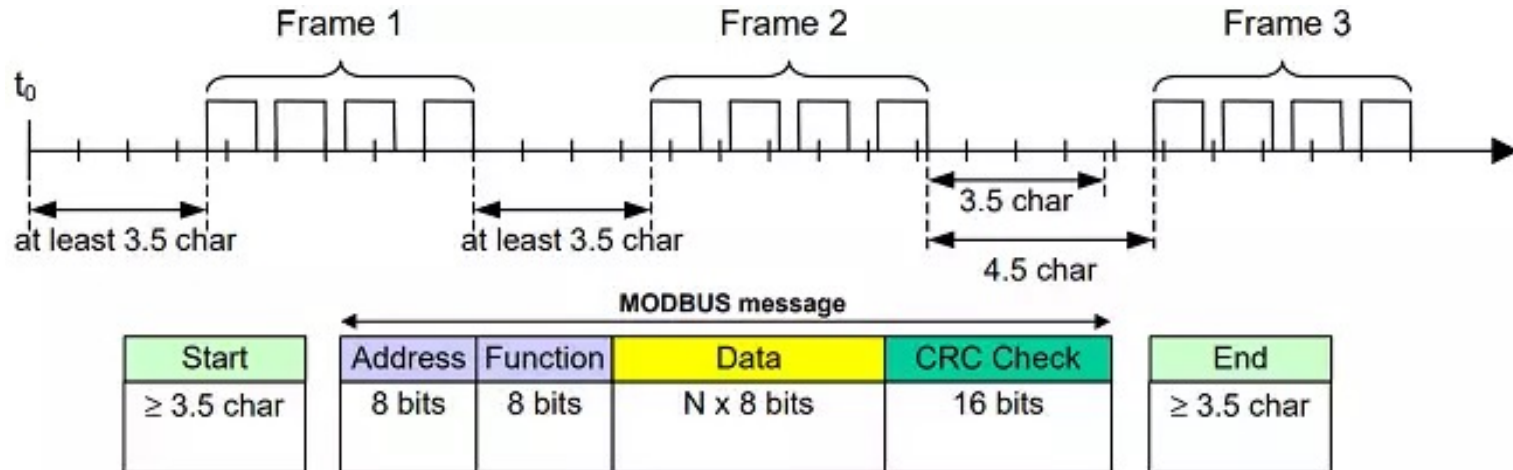 Frame 1 Frame 2 Frame 3
t0
3.5 char
at least 3.5 char at least 3.5 char
4.5 char
MODBUS message
Start Address Function Data CRC Check End
≥ 3.5 char 8 bits 8 bits N x 8 bits 16 bits ≥ 3.5 char